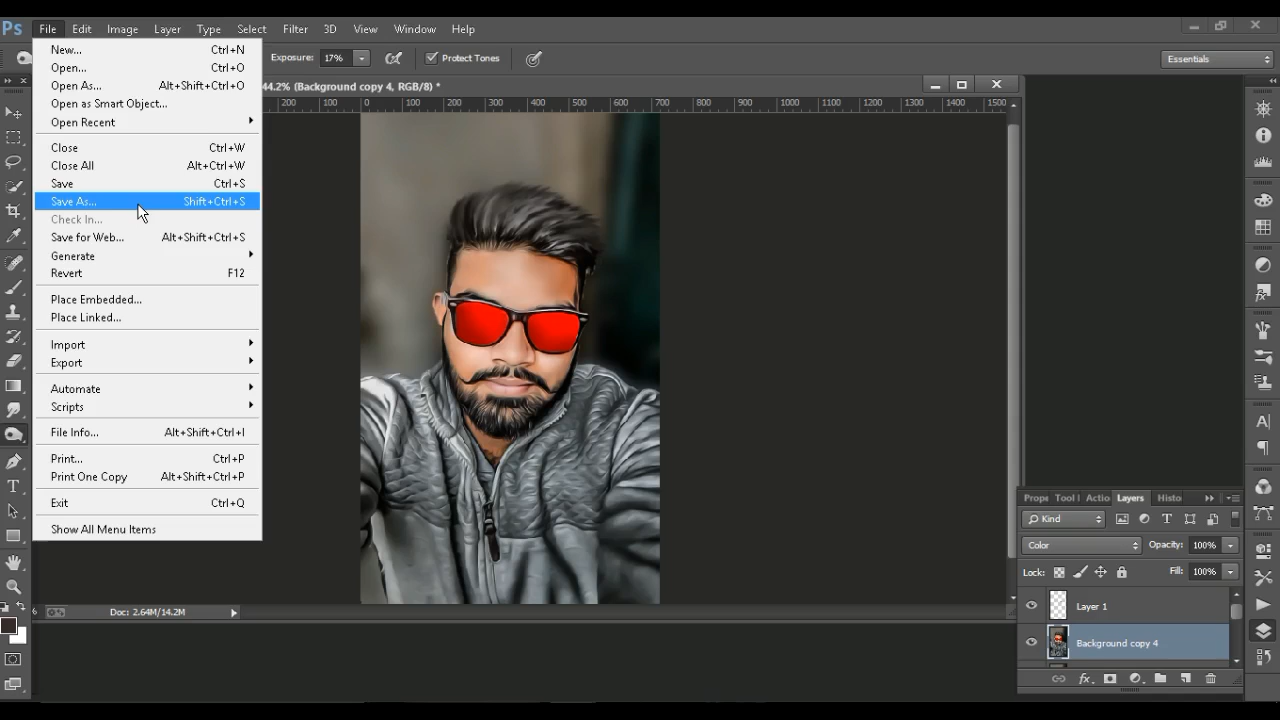 Ps File Edit Image Layer Type Select Filter 3D View Window Help
Exposure: 17% Protect Tones Essentials
44.2% (Background copy 4, RGB/8) *
200 100 0 100 200 300 400 500 600 700 800 900 1000 1100 1200 1300 1400 1500
New... Ctrl+N
Open... Ctrl+O
Open As... Alt+Shift+Ctrl+O
Open as Smart Object...
Open Recent
Close Ctrl+W
Close All Alt+Ctrl+W
Save Ctrl+S
Save As... Shift+Ctrl+S
Check In...
Save for Web... Alt+Shift+Ctrl+S
Generate
Revert F12
Place Embedded...
Place Linked...
Import
Export
Automate
Scripts
File Info... Alt+Shift+Ctrl+I
Print... Ctrl+P
Print One Copy Alt+Shift+Ctrl+P
Exit Ctrl+Q
Show All Menu Items
Doc: 2.64M/14.2M
Prope Tool I Actio Layers Histo
Kind
Color Opacity: 100%
Lock: Fill: 100%
Layer 1
Background copy 4